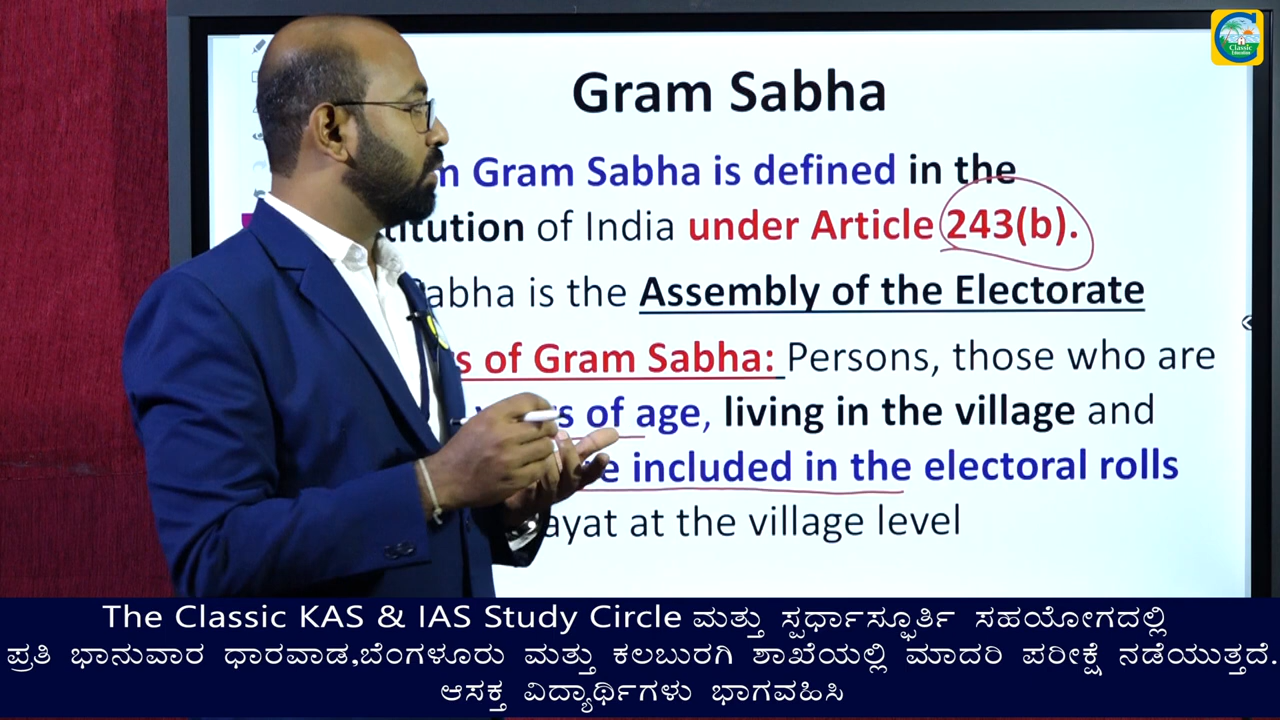 Classic
Education
Gram Sabha
Gram Sabha is defined in the
of India under Article 243(b).
is the Assembly of the Electorate
of Gram Sabha: Persons, those who are
of age, living in the village and
included in the electoral rolls
at the village level
The Classic KAS & IAS Study Circle ಮತ್ತು ಸ್ಪರ್ಧಾಸ್ಫೂರ್ತಿ ಸಹಯೋಗದಲ್ಲಿ
ಪ್ರತಿ ಭಾನುವಾರ ಧಾರವಾಡ,ಬೆಂಗಳೂರು ಮತ್ತು ಕಲಬುರಗಿ ಶಾಖೆಯಲ್ಲಿ ಮಾದರಿ ಪರೀಕ್ಷೆ ನಡೆಯುತ್ತದೆ.
ಆಸಕ್ತ ವಿದ್ಯಾರ್ಥಿಗಳು ಭಾಗವಹಿಸಿ